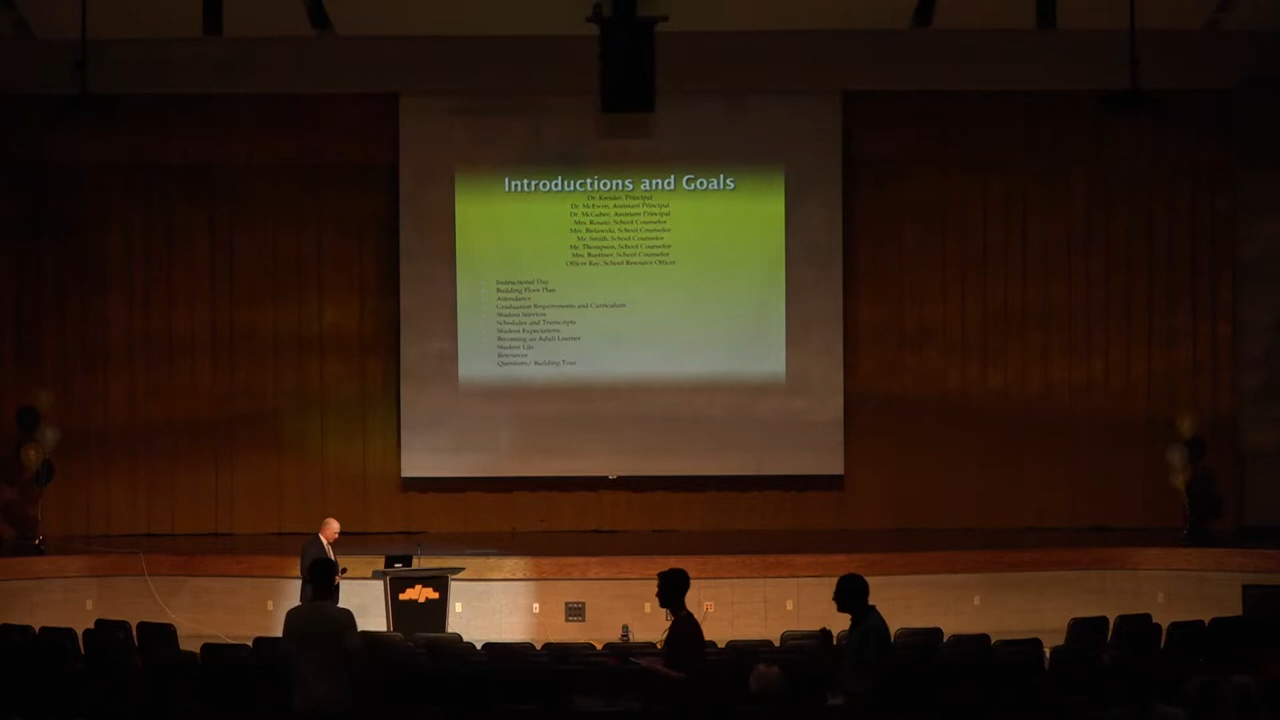 Introductions and Goals
Dr. Kreider, Principal
Dr. McEwen, Assistant Principal
Dr. McGahee, Assistant Principal
Mrs. Rosato, School Counselor
Mrs. Bielawski, School Counselor
Mr. Smith, School Counselor
Mr. Thompson, School Counselor
Mrs. Buettner, School Counselor
Officer Ray, School Resource Officer
Instructional Day
Building Floor Plan
Attendance
Graduation Requirements and Curriculum
Student Services
Schedules and Transcripts
Student Expectations
Becoming an Adult Learner
Student Life
Resources
Questions/ Building Tour